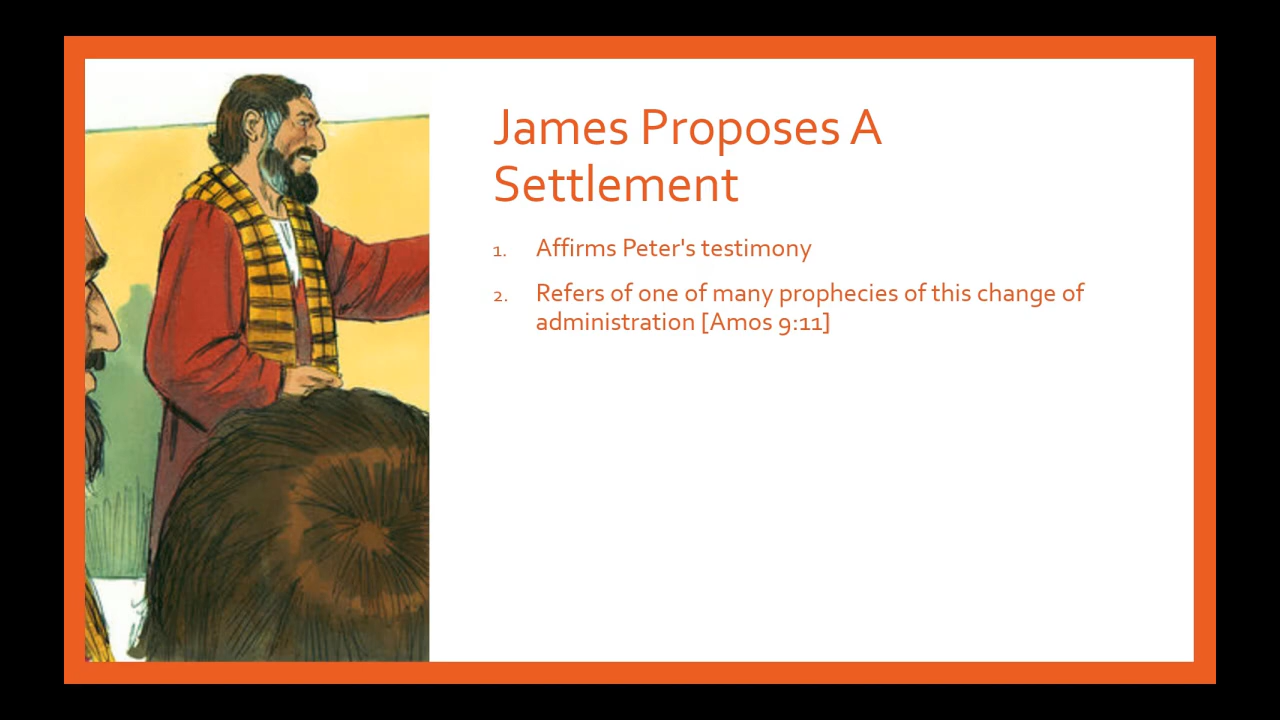 James Proposes A
Settlement
1. Affirms Peter's testimony
2. Refers of one of many prophecies of this change of
administration [Amos 9:11]